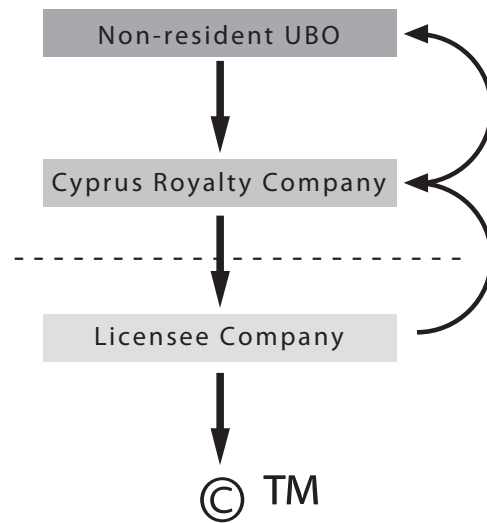 Non-resident UBO
Cyprus Royalty Company
Licensee Company
© TM